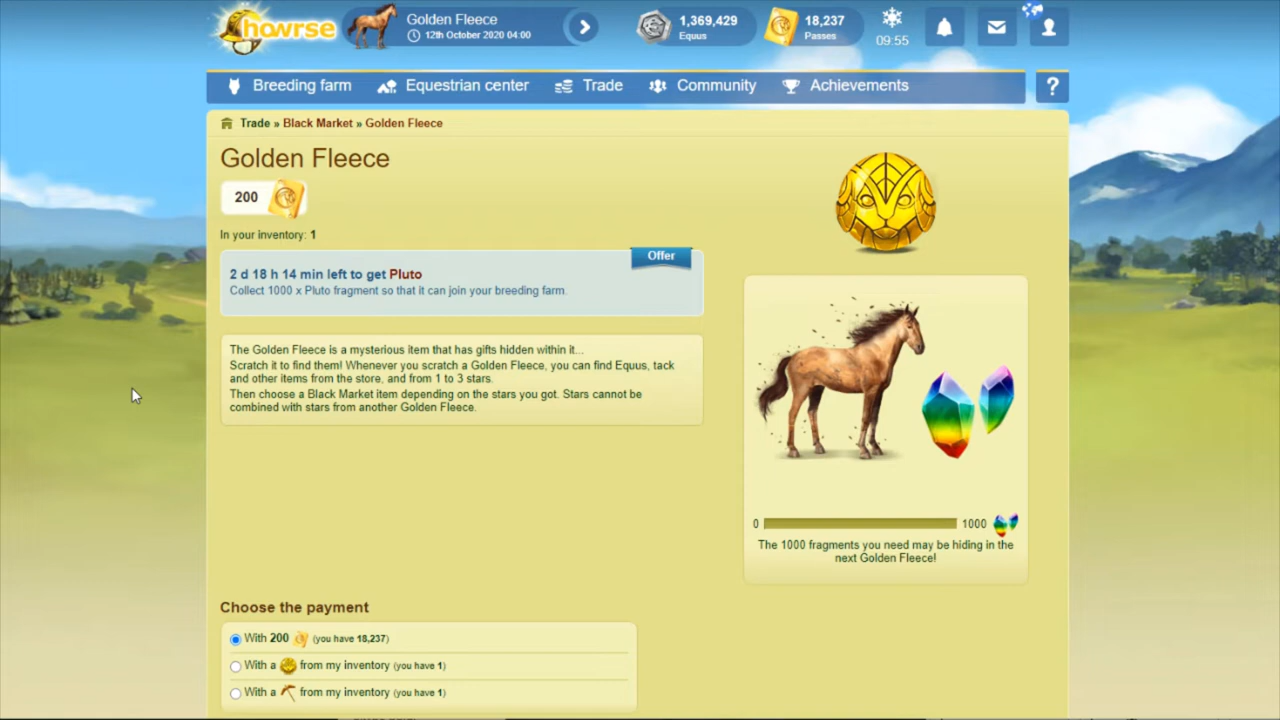 howrse
Golden Fleece
12th October 2020 04:00
1,369,429
Equus
18,237
Passes
09:55
Breeding farm
Equestrian center
Trade
Community
Achievements
?
Trade » Black Market » Golden Fleece
Golden Fleece
200
In your inventory: 1
Offer
2 d 18 h 14 min left to get Pluto
Collect 1000 x Pluto fragment so that it can join your breeding farm.
The Golden Fleece is a mysterious item that has gifts hidden within it...
Scratch it to find them! Whenever you scratch a Golden Fleece, you can find Equus, tack
and other items from the store, and from 1 to 3 stars.
Then choose a Black Market item depending on the stars you got. Stars cannot be
combined with stars from another Golden Fleece.
0 1000
The 1000 fragments you need may be hiding in the
next Golden Fleece!
Choose the payment
With 200 (you have 18,237)
With a from my inventory (you have 1)
With a from my inventory (you have 1)